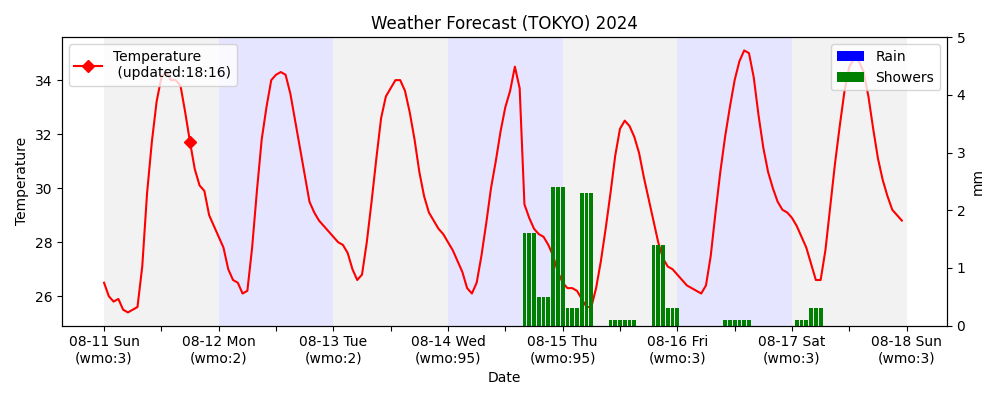 Weather Forecast (TOKYO) 2024
Temperature
(updated:18:16)
Rain
Showers
Temperature
34
32
30
28
26
5
4
3
2
1
0
mm
08-11 Sun
(wmo:3)
08-12 Mon
(wmo:2)
08-13 Tue
(wmo:2)
08-14 Wed
(wmo:95)
08-15 Thu
(wmo:95)
08-16 Fri
(wmo:3)
08-17 Sat
(wmo:3)
08-18 Sun
(wmo:3)
Date